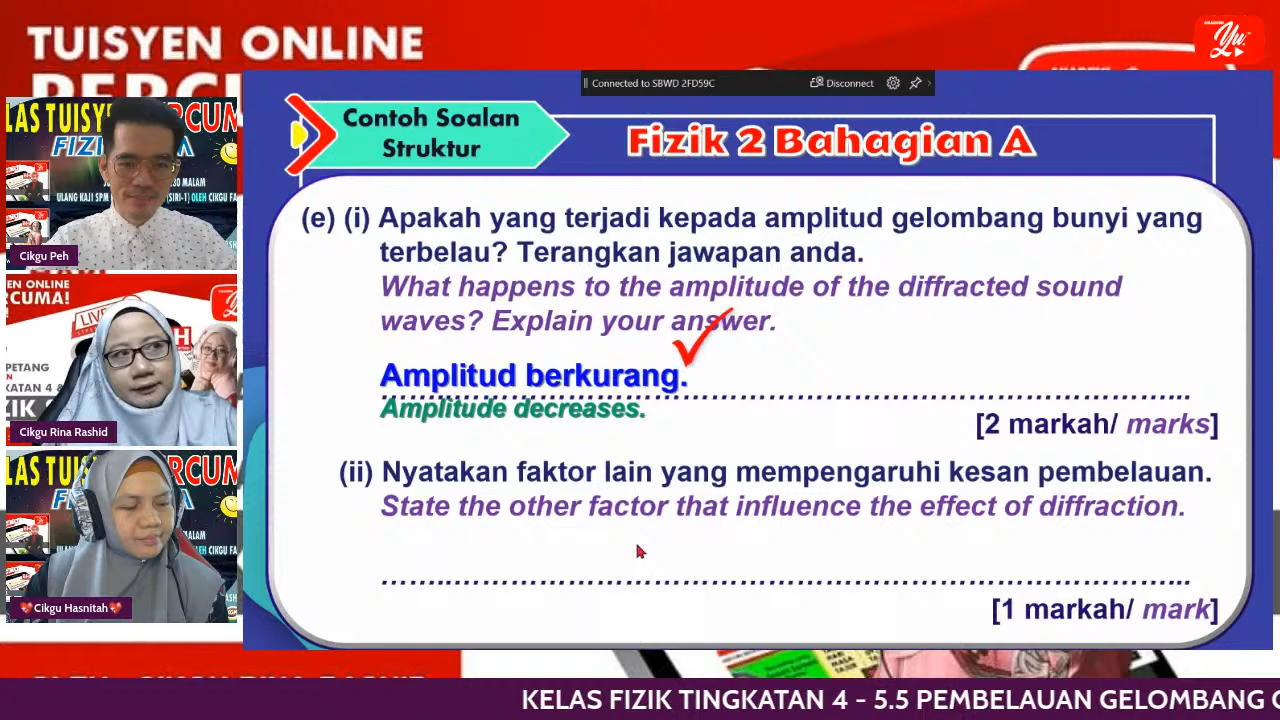 TUISYEN ONLINE
Connected to SBWD 2FD59C
Disconnect
Contoh Soalan
Struktur
Fizik 2 Bahagian A
(e) (i) Apakah yang terjadi kepada amplitud gelombang bunyi yang
terbelau? Terangkan jawapan anda.
What happens to the amplitude of the diffracted sound
waves? Explain your answer.
Amplitud berkurang.
Amplitude decreases.
[2 markah/ marks]
(ii) Nyatakan faktor lain yang mempengaruhi kesan pembelauan.
State the other factor that influence the effect of diffraction.
[1 markah/ mark]
Cikgu Peh
Cikgu Rina Rashid
Cikgu Hasnitah
KELAS FIZIK TINGKATAN 4 - 5.5 PEMBELAUAN GELOMBANG